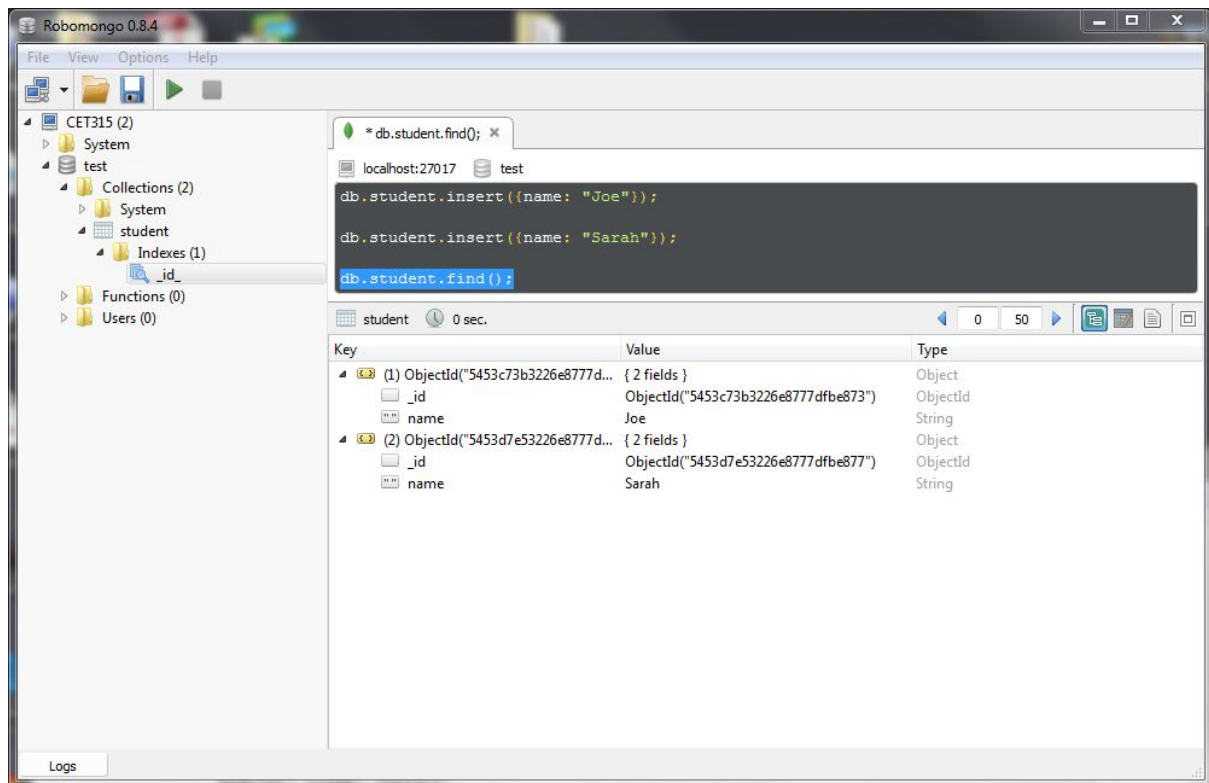 Robomongo 0.8.4
File View Options Help
CET315 (2)
System
test
Collections (2)
System
student
Indexes (1)
_id_
Functions (0)
Users (0)
* db.student.find();
localhost:27017 test
db.student.insert({name: "Joe"});
db.student.insert({name: "Sarah"});
db.student.find();
student 0 sec. 0 50
Key Value Type
(1) ObjectId("5453c73b3226e8777d... { 2 fields } Object
_id ObjectId("5453c73b3226e8777dfbe873") ObjectId
name Joe String
(2) ObjectId("5453d7e53226e8777d... { 2 fields } Object
_id ObjectId("5453d7e53226e8777dfbe877") ObjectId
name Sarah String
Logs